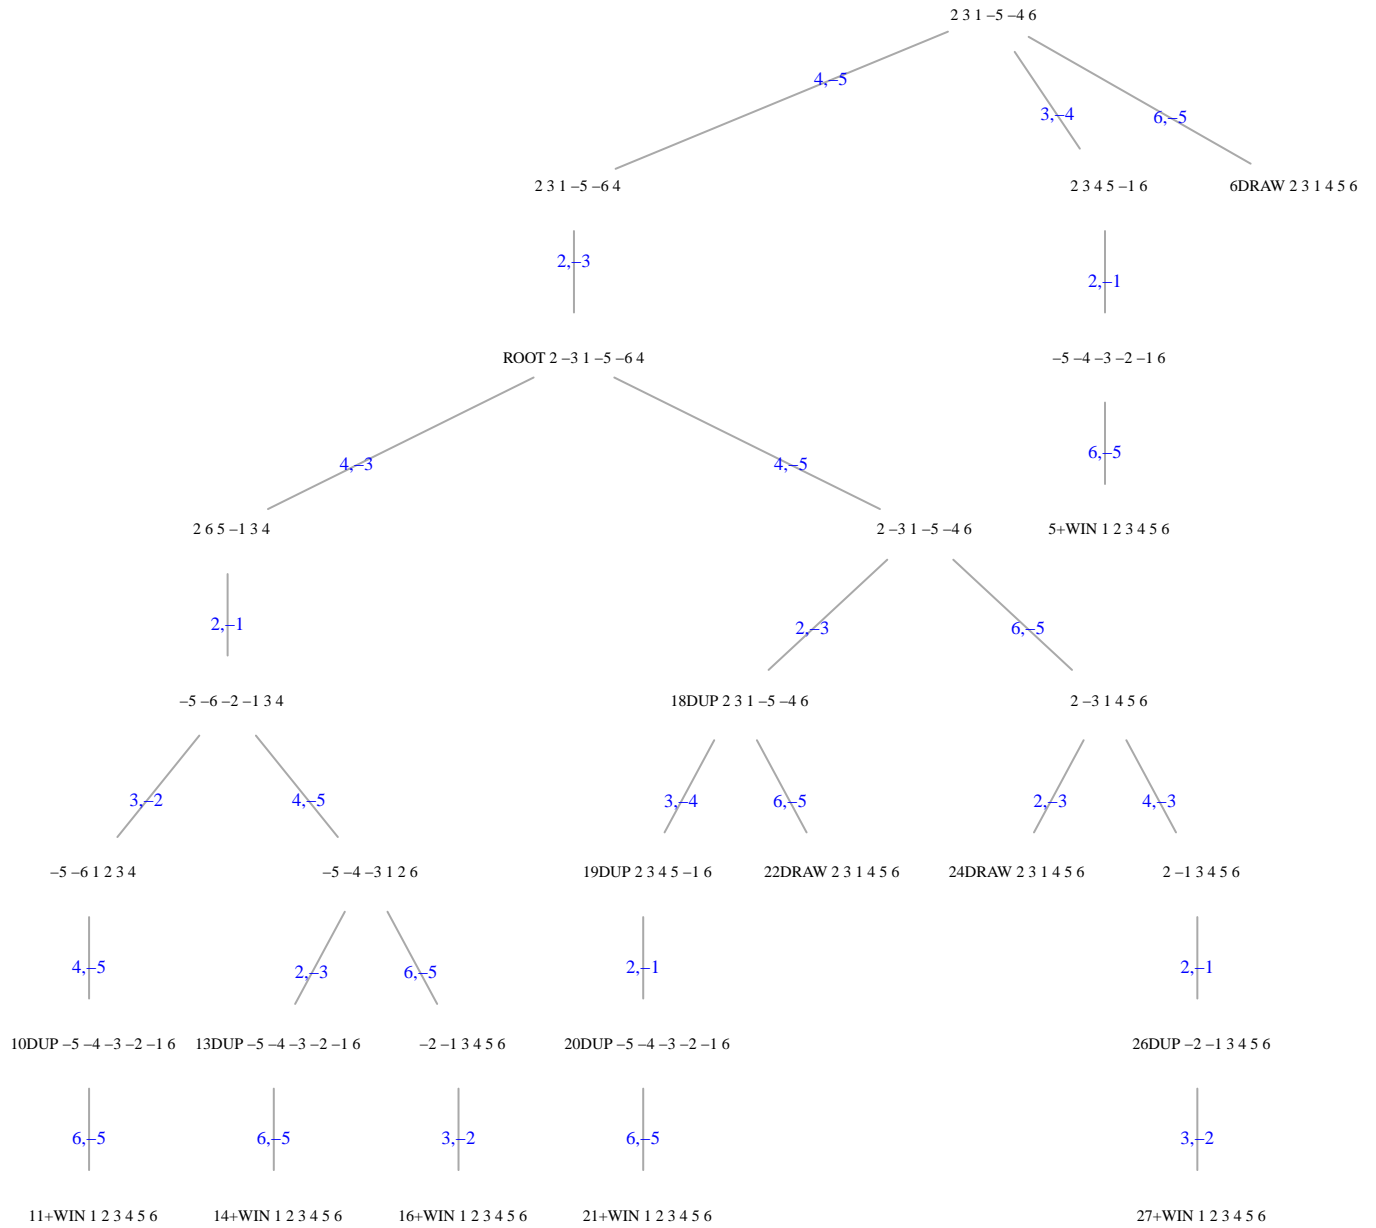 2 3 1 –5 –4 6
4,–5
3,–4
6,–5
2 3 1 –5 –6 4
2 3 4 5 –1 6
6DRAW 2 3 1 4 5 6
2,–3
2,–1
ROOT 2 –3 1 –5 –6 4
–5 –4 –3 –2 –1 6
4,–3
4,–5
6,–5
2 6 5 –1 3 4
2 –3 1 –5 –4 6
5+WIN 1 2 3 4 5 6
2,–1
2,–3
6,–5
–5 –6 –2 –1 3 4
18DUP 2 3 1 –5 –4 6
2 –3 1 4 5 6
3,–2
4,–5
3,–4
6,–5
2,–3
4,–3
–5 –6 1 2 3 4
–5 –4 –3 1 2 6
19DUP 2 3 4 5 –1 6
22DRAW 2 3 1 4 5 6
24DRAW 2 3 1 4 5 6
2 –1 3 4 5 6
4,–5
2,–3
6,–5
2,–1
2,–1
10DUP –5 –4 –3 –2 –1 6
13DUP –5 –4 –3 –2 –1 6
–2 –1 3 4 5 6
20DUP –5 –4 –3 –2 –1 6
26DUP –2 –1 3 4 5 6
6,–5
6,–5
3,–2
6,–5
3,–2
11+WIN 1 2 3 4 5 6
14+WIN 1 2 3 4 5 6
16+WIN 1 2 3 4 5 6
21+WIN 1 2 3 4 5 6
27+WIN 1 2 3 4 5 6